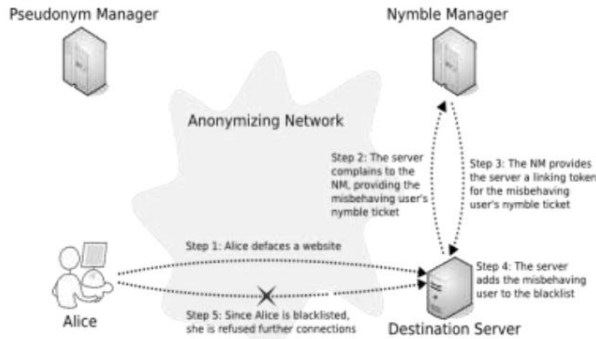 Pseudonym Manager
Nymble Manager
Anonymizing Network
Step 2: The server
complains to the
NM, providing the
misbehaving user's
nymble ticket
Step 3: The NM provides
the server a linking token
for the misbehaving
user's nymble ticket
Step 1: Alice defaces a website
Step 4: The server
adds the misbehaving
user to the blacklist
Alice
Step 5: Since Alice is blacklisted,
she is refused further connections
Destination Server